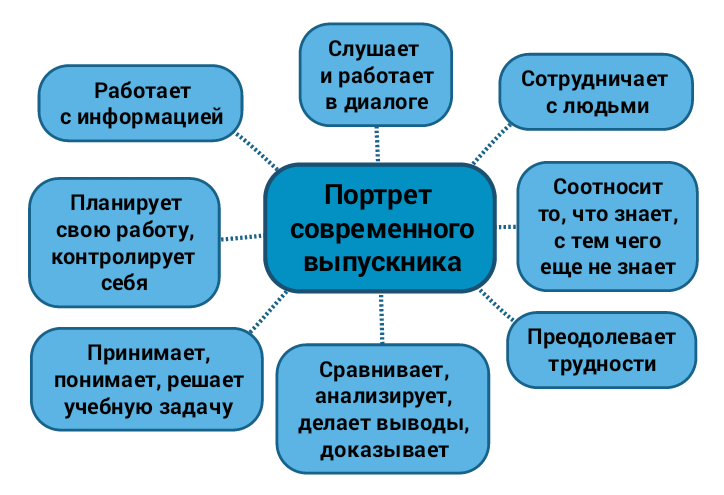 Слушает
и работает
в диалоге
Работает
с информацией
Сотрудничает
с людьми
Портрет
современного
выпускника
Планирует
свою работу,
контролирует
себя
Соотносит
то, что знает,
с тем чего
еще не знает
Принимает,
понимает, решает
учебную задачу
Сравнивает,
анализирует,
делает выводы,
доказывает
Преодолевает
трудности